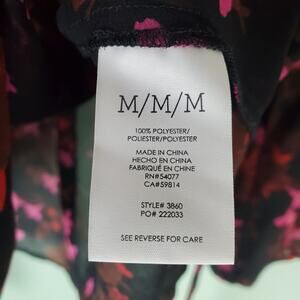 M/M/M
100% POLYESTER/
POLIESTER/POLYESTER
MADE IN CHINA
HECHO EN CHINA
FABRIQUÉ EN CHINE
RN#54077
CA#59814
STYLE# 3860
PO# 222033
SEE REVERSE FOR CARE